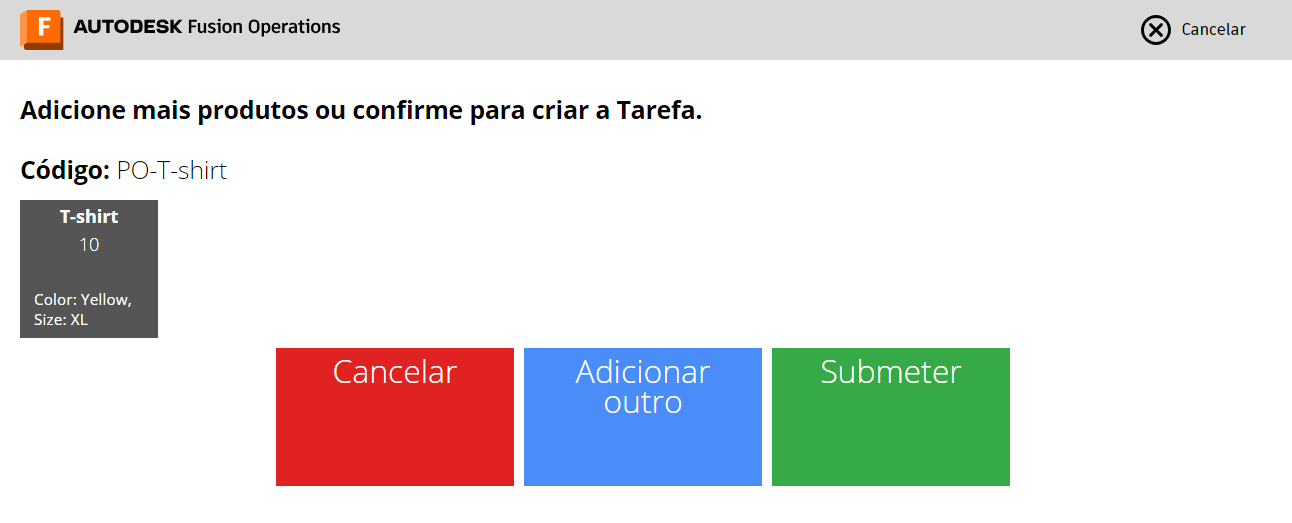 F AUTODESK Fusion Operations
Cancelar
Adicione mais produtos ou confirme para criar a Tarefa.
Código: PO-T-shirt
T-shirt
10
Color: Yellow,
Size: XL
Cancelar
Adicionar
outro
Submeter